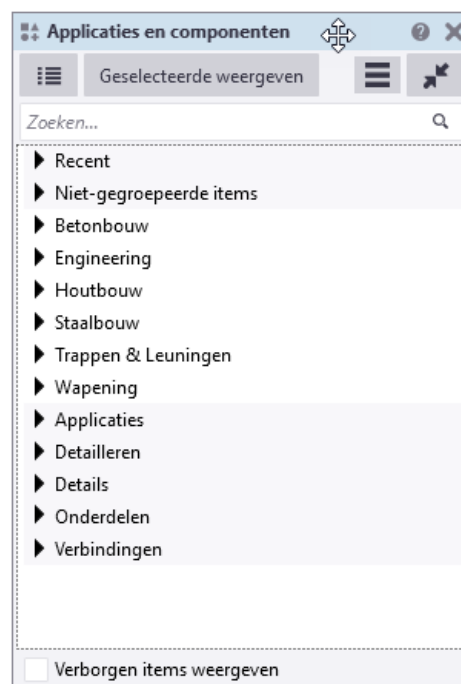 Applicaties en componenten
Geselecteerde weergeven
Zoeken...
Recent
Niet-gegroepeerde items
Betonbouw
Engineering
Houtbouw
Staalbouw
Trappen & Leuningen
Wapening
Applicaties
Detailleren
Details
Onderdelen
Verbindingen
Verborgen items weergeven